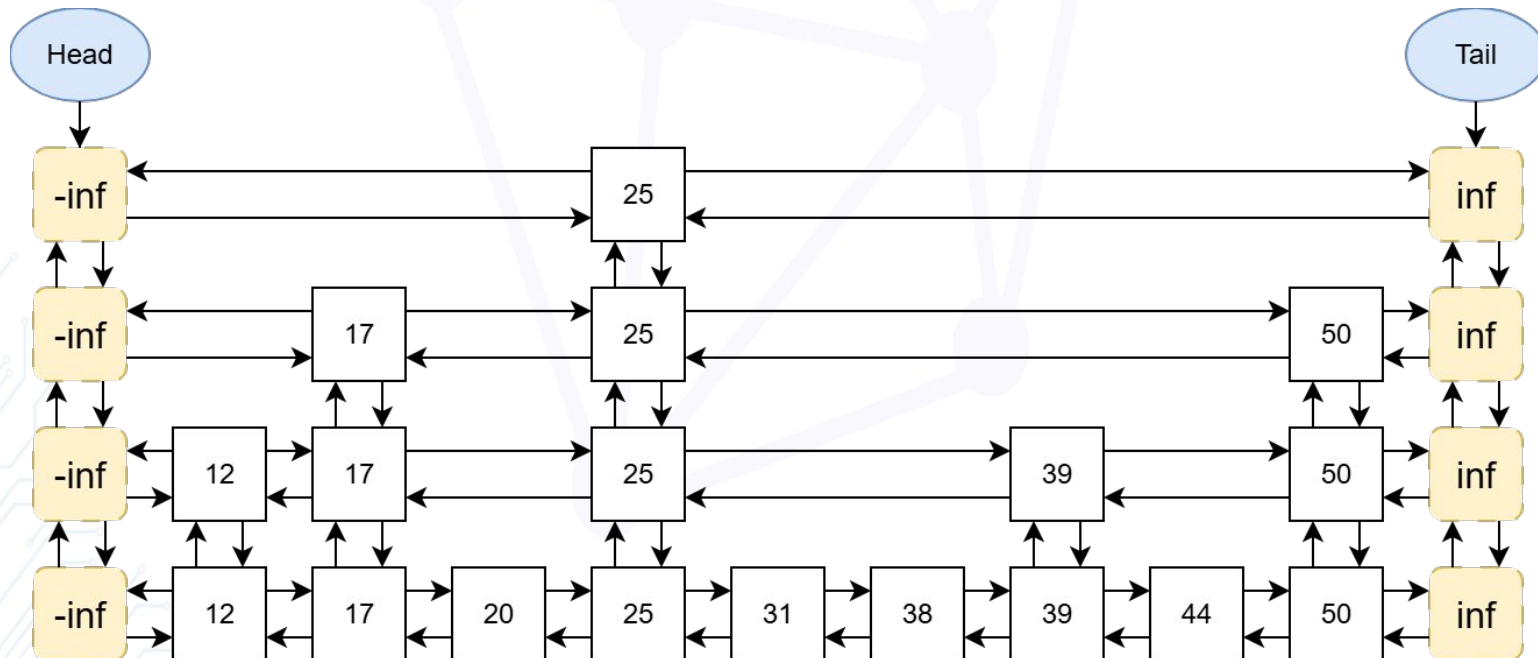 Head Tail
-inf 25 inf
-inf 17 25 50 inf
-inf 12 17 25 39 50 inf
-inf 12 17 20 25 31 38 39 44 50 inf